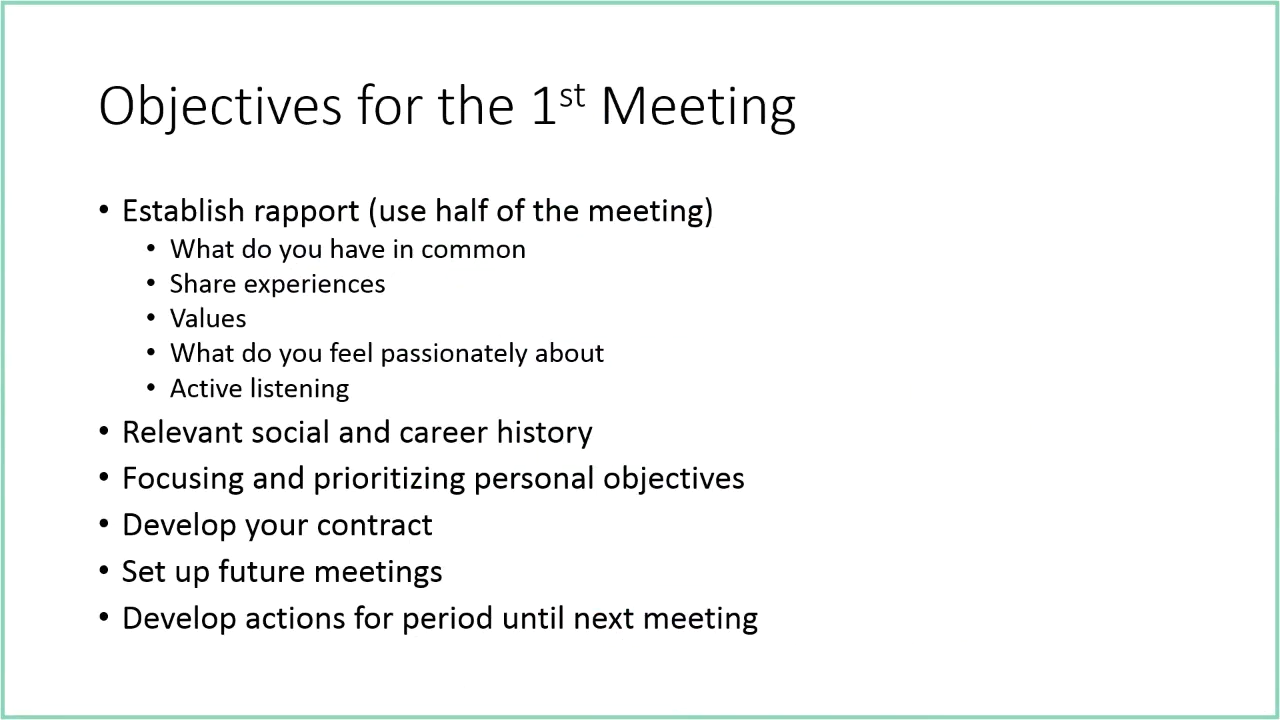 Objectives for the 1st Meeting
• Establish rapport (use half of the meeting)
• What do you have in common
• Share experiences
• Values
• What do you feel passionately about
• Active listening
• Relevant social and career history
• Focusing and prioritizing personal objectives
• Develop your contract
• Set up future meetings
• Develop actions for period until next meeting